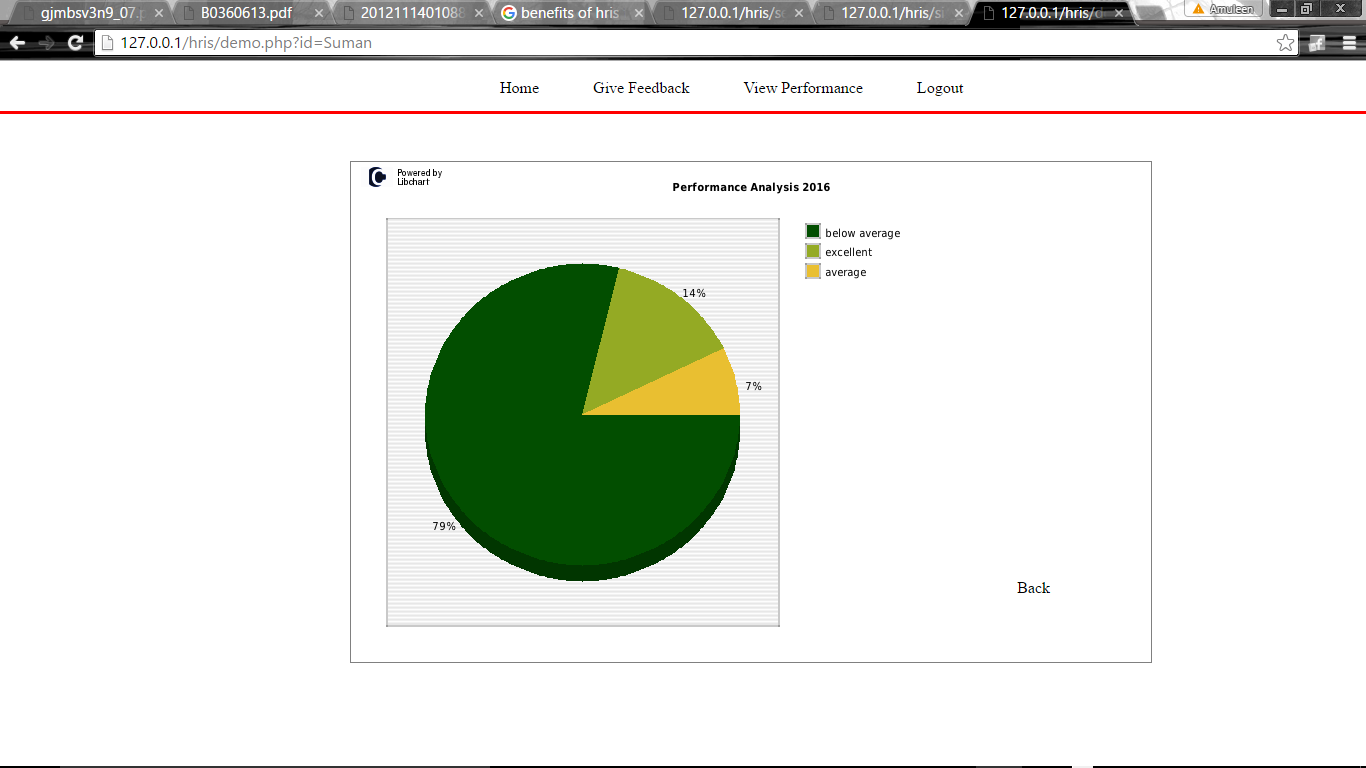 gjmbsv3n9_07.p
B0360613.pdf
20121114010088
benefits of hris
127.0.0.1/hris/s
127.0.0.1/hris/s
127.0.0.1/hris/d
Amuleen
127.0.0.1/hris/demo.php?id=Suman
Home Give Feedback View Performance Logout
Powered by
Libchart
Performance Analysis 2016
below average
excellent
average
14%
7%
79%
Back